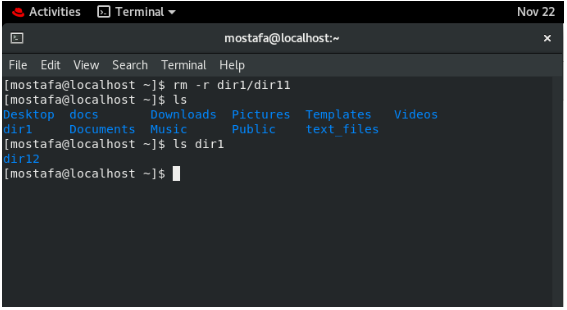 Activities Terminal Nov 22
mostafa@localhost:~ ×
File Edit View Search Terminal Help
[mostafa@localhost ~]$ rm -r dir1/dir11
[mostafa@localhost ~]$ ls
Desktop docs Downloads Pictures Templates Videos
dir1 Documents Music Public text_files
[mostafa@localhost ~]$ ls dir1
dir12
[mostafa@localhost ~]$